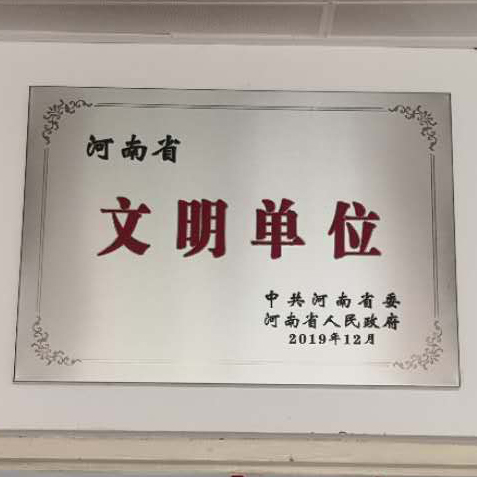 河南省
文明单位
中共河南省委
河南省人民政府
2019年12月